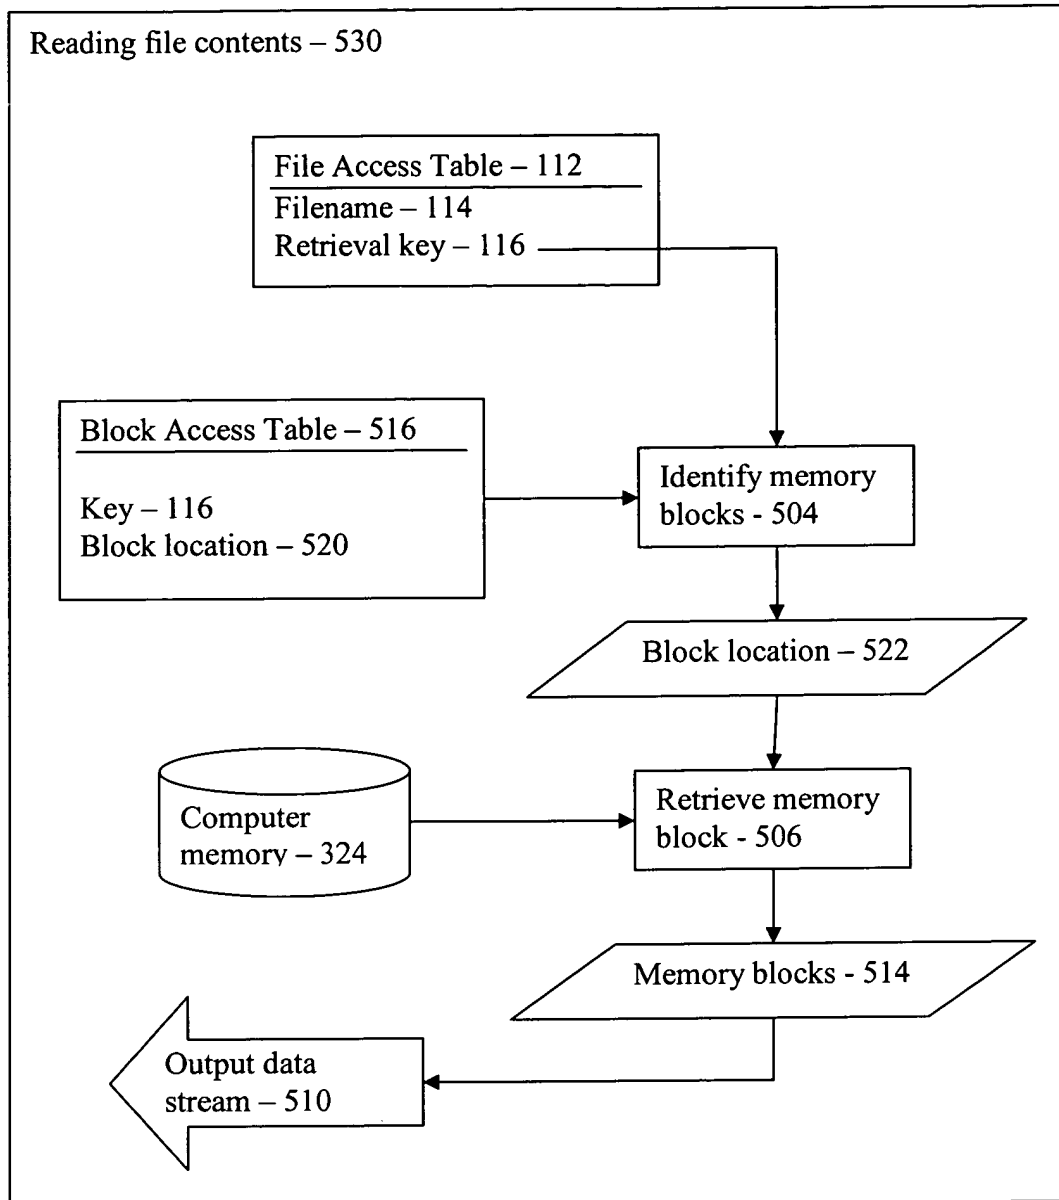 Reading file contents – 530
File Access Table – 112
Filename – 114
Retrieval key – 116
Block Access Table – 516
Key – 116
Block location – 520
Identify memory
blocks - 504
Block location – 522
Computer
memory – 324
Retrieve memory
block - 506
Memory blocks - 514
Output data
stream – 510